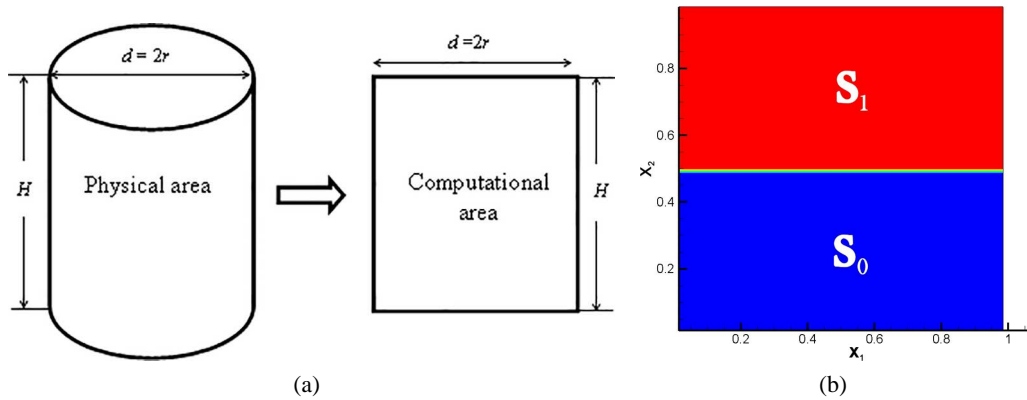 d = 2r
H
Physical area
d =2r
Computational
area
H
(a)
X₂
0.8
0.6
0.4
0.2
S₁
S₀
0.2
0.4
0.6
0.8
1
X₁
(b)